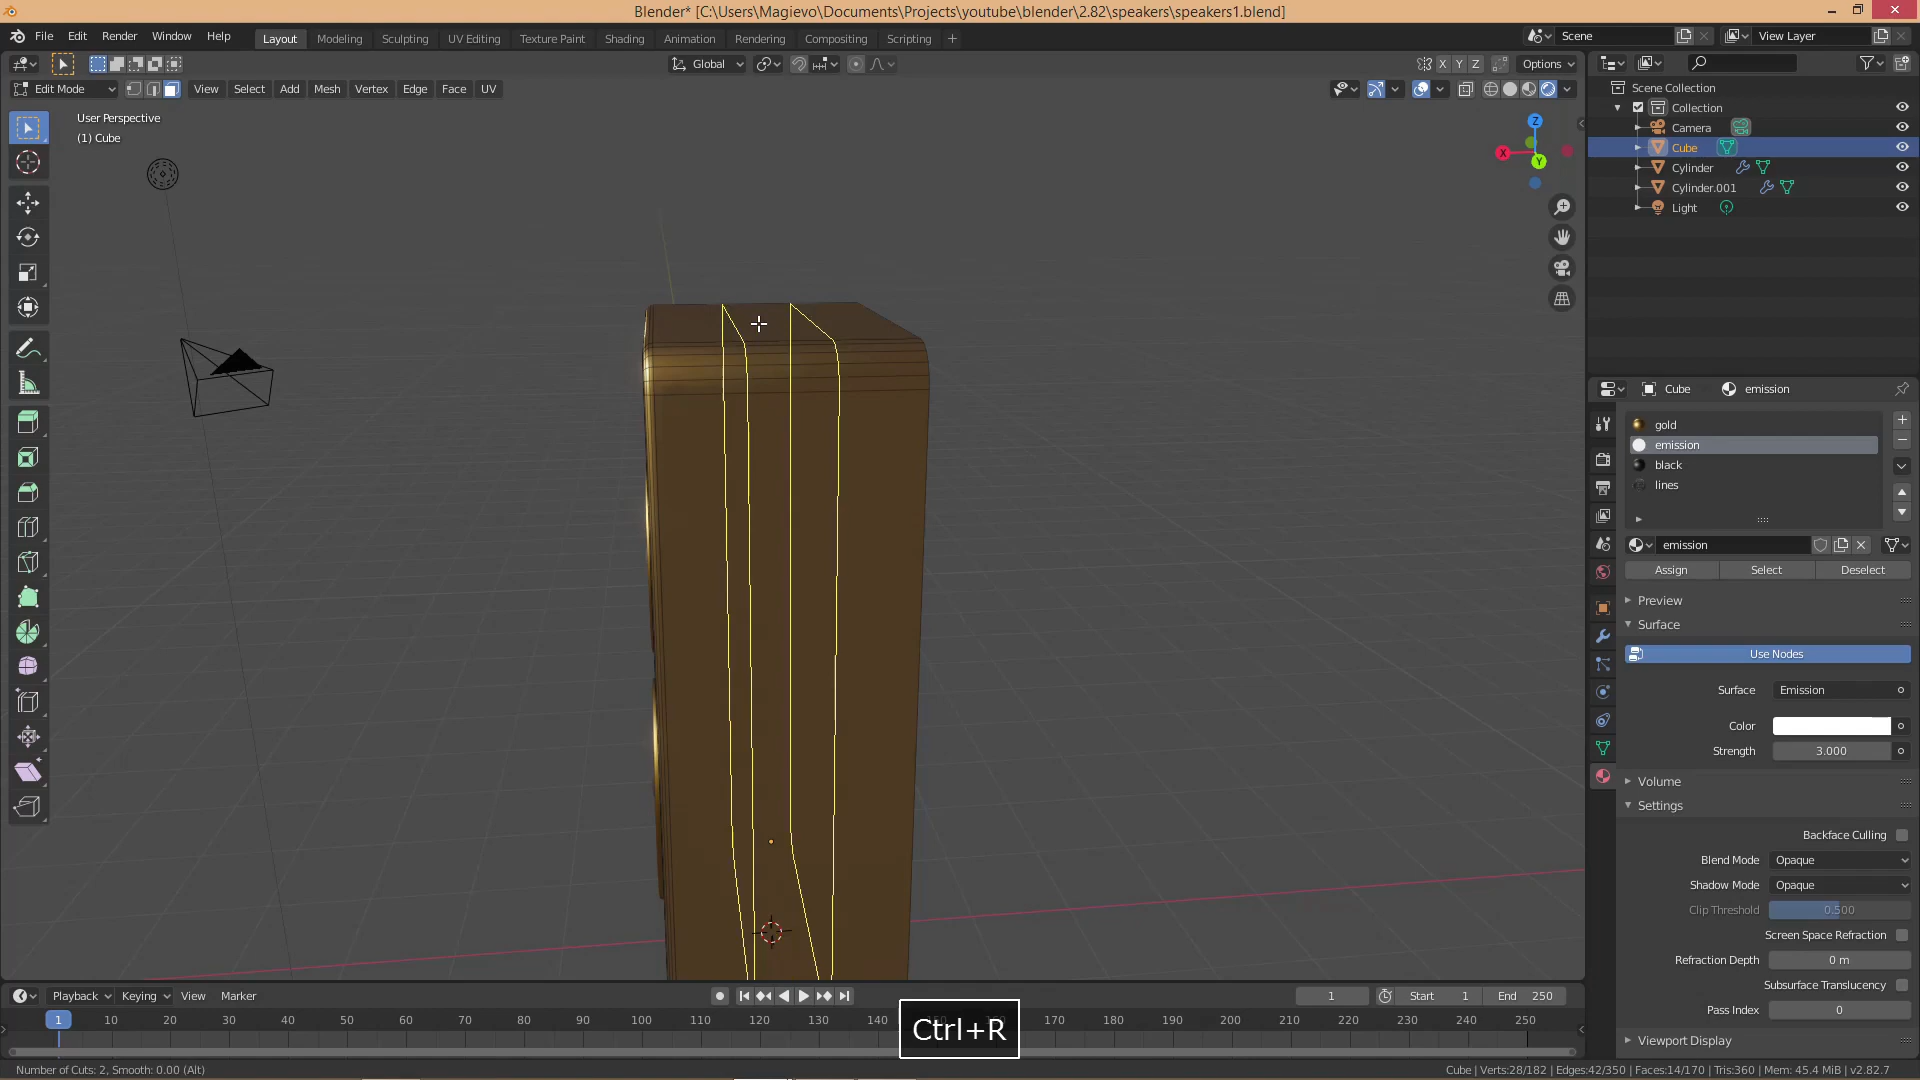 Blender* [C:\Users\Magievo\Documents\Projects\youtube\blender\2.82\speakers\speakers1.blend]
File Edit Render Window Help
Layout Modeling Sculpting UV Editing Texture Paint Shading Animation Rendering Compositing Scripting
Scene
View Layer
Global
X Y Z
Options
Edit Mode
View Select Add Mesh Vertex Edge Face UV
User Perspective
(1) Cube
Z
X
Y
Scene Collection
Collection
Camera
Cube
Cylinder
Cylinder.001
Light
Cube
emission
gold
emission
black
lines
emission
Assign Select Deselect
Preview
Surface
Use Nodes
Surface Emission
Color
Strength 3.000
Volume
Settings
Backface Culling
Blend Mode Opaque
Shadow Mode Opaque
Clip Threshold 0.500
Screen Space Refraction
Refraction Depth 0 m
Subsurface Translucency
Pass Index 0
Viewport Display
Playback Keying View Marker
1
Start 1
End 250
1 10 20 30 40 50 60 70 80 90 100 110 120 130 140 170 180 190 200 210 220 230 240 250
Ctrl+R
Number of Cuts: 2, Smooth: 0.00 (Alt)
Cube | Verts:28/182 | Edges:42/350 | Faces:14/170 | Tris:360 | Mem: 45.4 MiB | v2.82.7